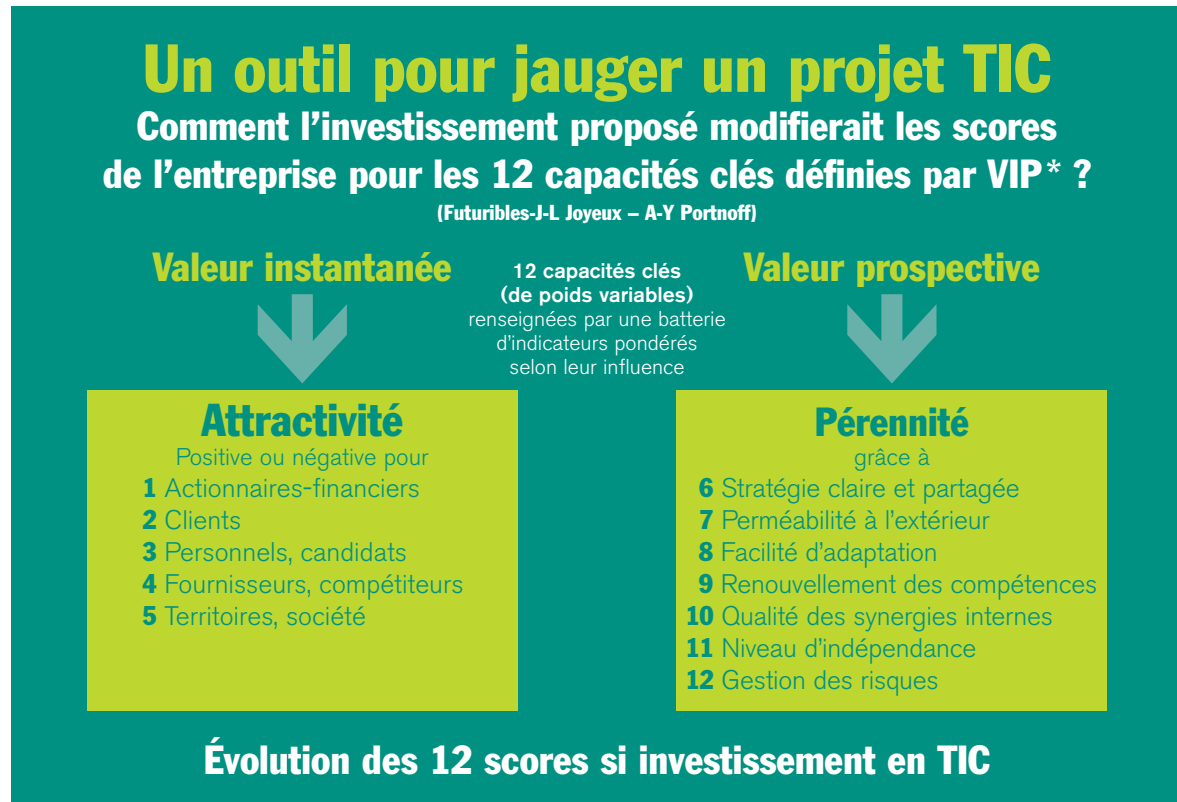 Un outil pour jauger un projet TIC
Comment l'investissement proposé modifierait les scores
de l'entreprise pour les 12 capacités clés définies par VIP* ?
(Futuribles-J-L Joyeux – A-Y Portnoff)
Valeur instantanée
12 capacités clés
(de poids variables)
renseignées par une batterie
d'indicateurs pondérés
selon leur influence
Valeur prospective
Attractivité
Positive ou négative pour
1 Actionnaires-financiers
2 Clients
3 Personnels, candidats
4 Fournisseurs, compétiteurs
5 Territoires, société
Pérennité
grâce à
6 Stratégie claire et partagée
7 Perméabilité à l'extérieur
8 Facilité d'adaptation
9 Renouvellement des compétences
10 Qualité des synergies internes
11 Niveau d'indépendance
12 Gestion des risques
Évolution des 12 scores si investissement en TIC